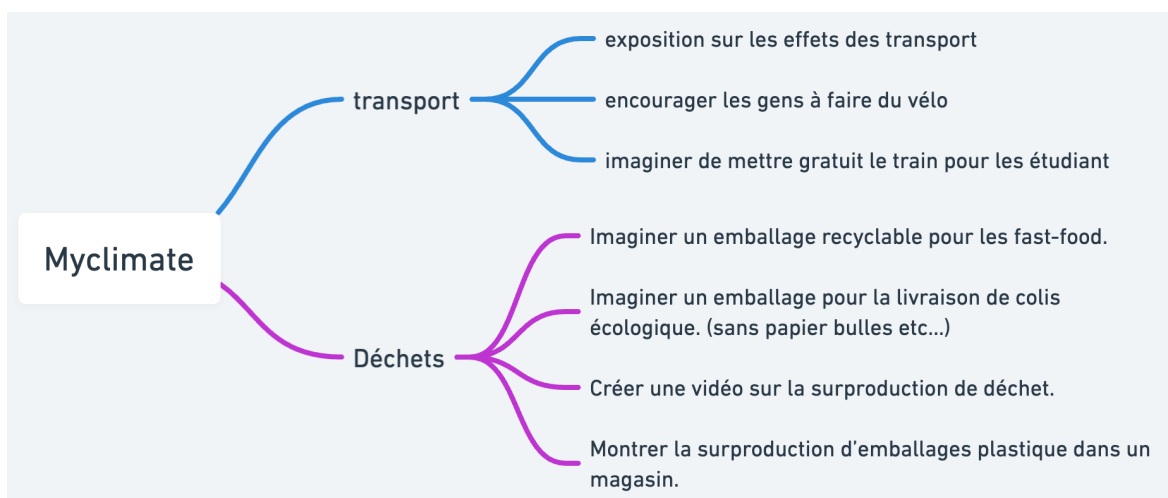 exposition sur les effets des transport
transport
encourager les gens à faire du vélo
imaginer de mettre gratuit le train pour les étudiant
Myclimate
Imaginer un emballage recyclable pour les fast-food.
Imaginer un emballage pour la livraison de colis
écologique. (sans papier bulles etc...)
Déchets
Créer une vidéo sur la surproduction de déchet.
Montrer la surproduction d’emballages plastique dans un
magasin.